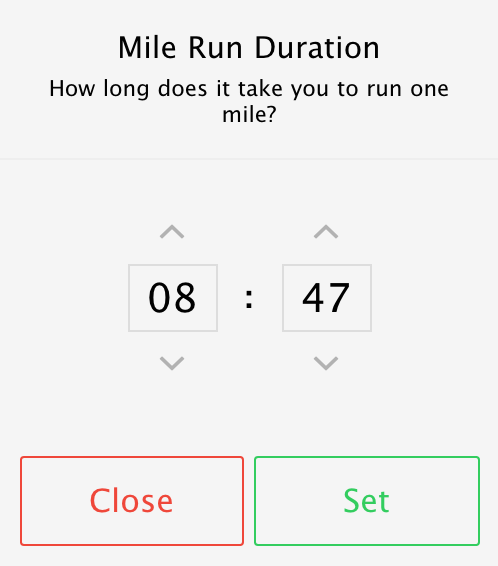 Mile Run Duration
How long does it take you to run one
mile?
08 : 47
Close Set